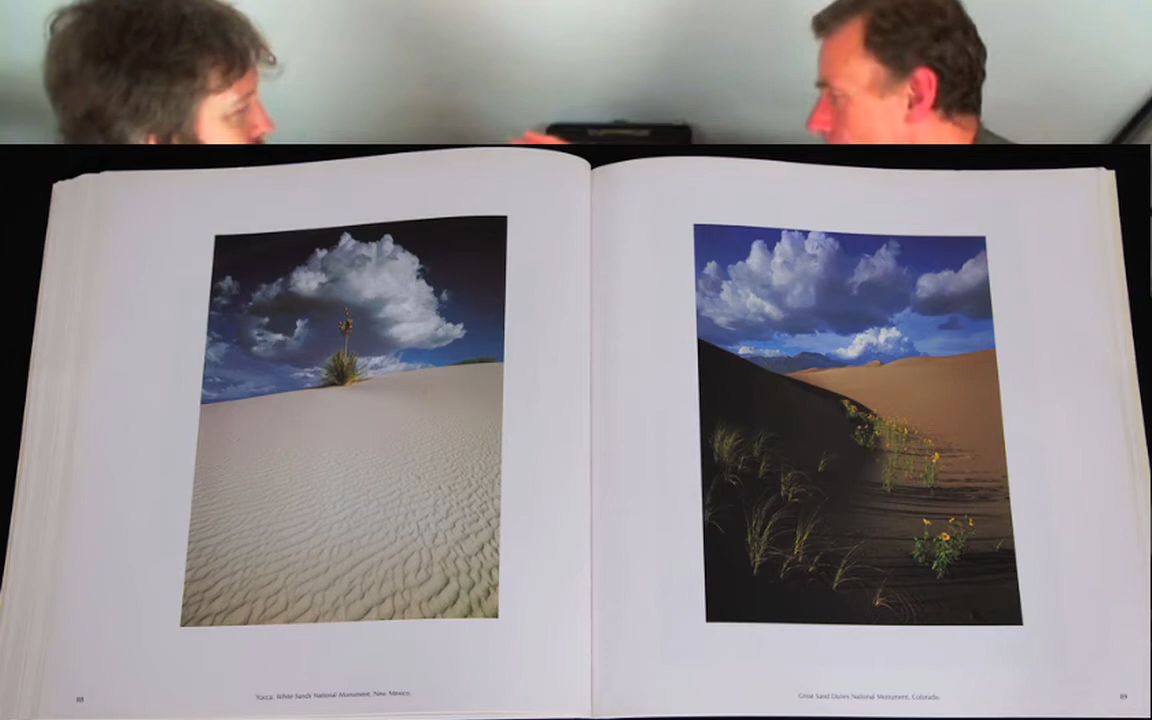 88
Yucca, White Sands National Monument, New Mexico.
Great Sand Dunes National Monument, Colorado.
89